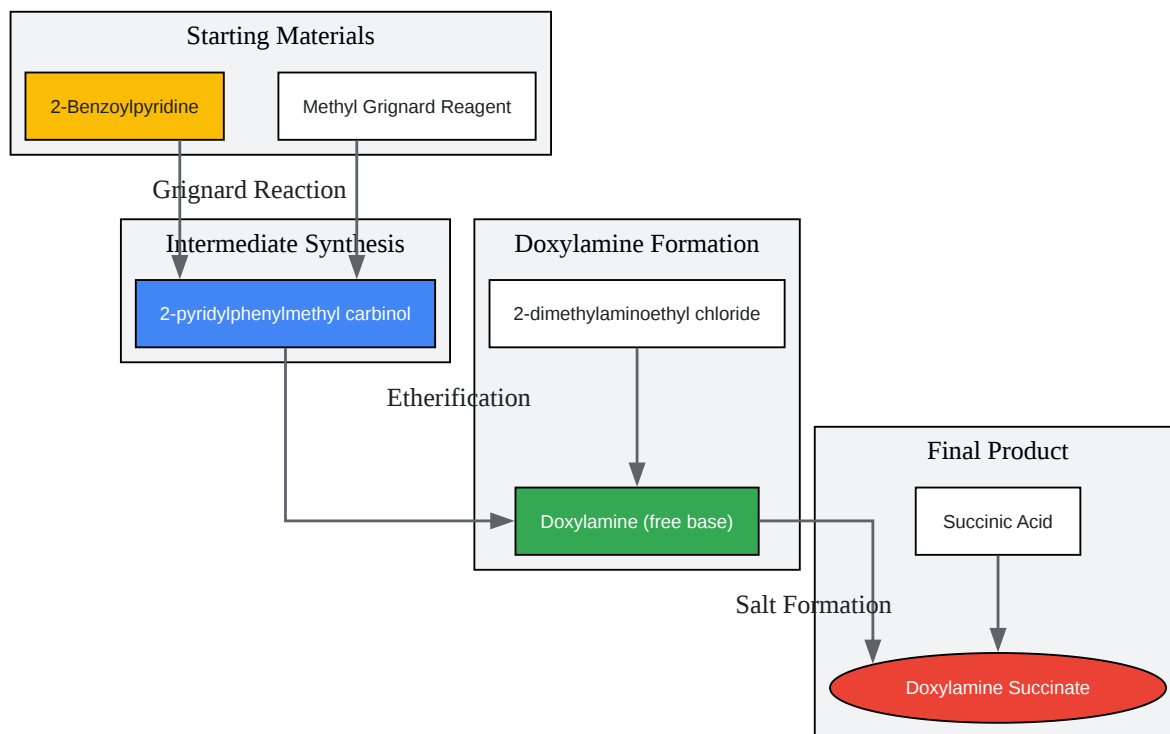 Starting Materials
2-Benzoylpyridine
Methyl Grignard Reagent
Grignard Reaction
Intermediate Synthesis
2-pyridylphenylmethyl carbinol
Doxylamine Formation
2-dimethylaminoethyl chloride
Etherification
Doxylamine (free base)
Final Product
Succinic Acid
Salt Formation
Doxylamine Succinate